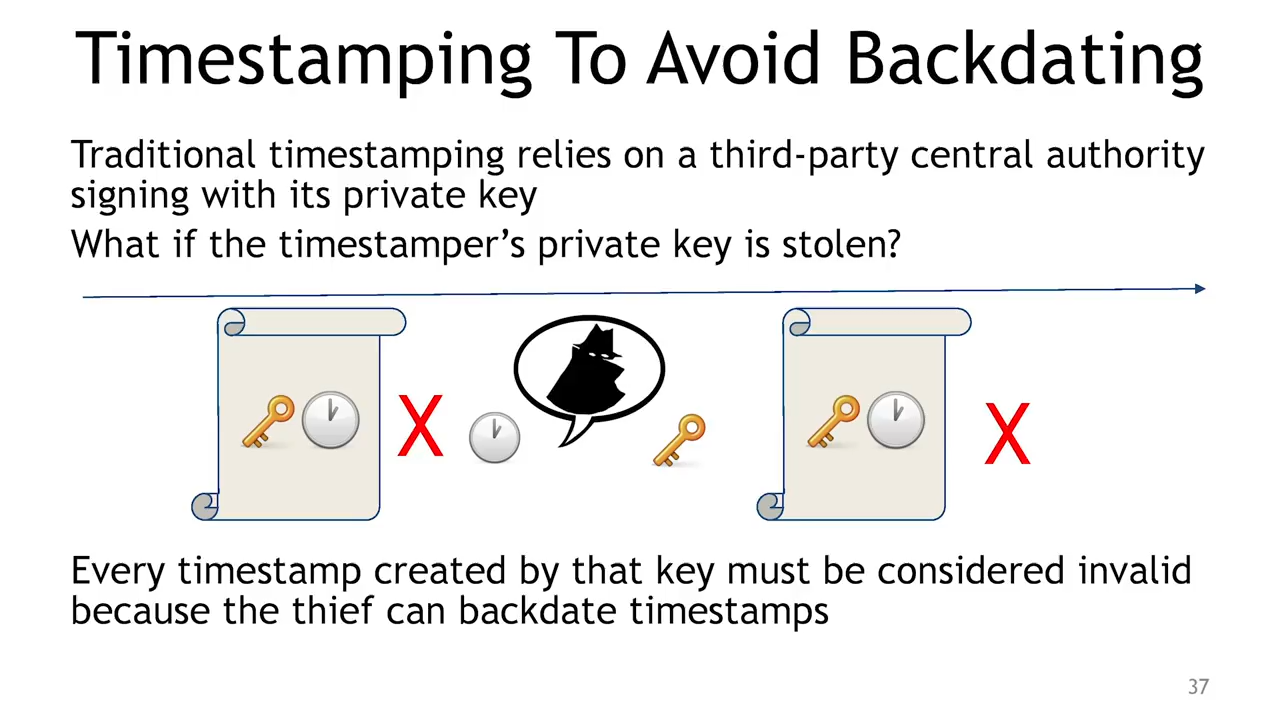 Timestamping To Avoid Backdating
Traditional timestamping relies on a third-party central authority
signing with its private key
What if the timestamper’s private key is stolen?
X
X
Every timestamp created by that key must be considered invalid
because the thief can backdate timestamps
37